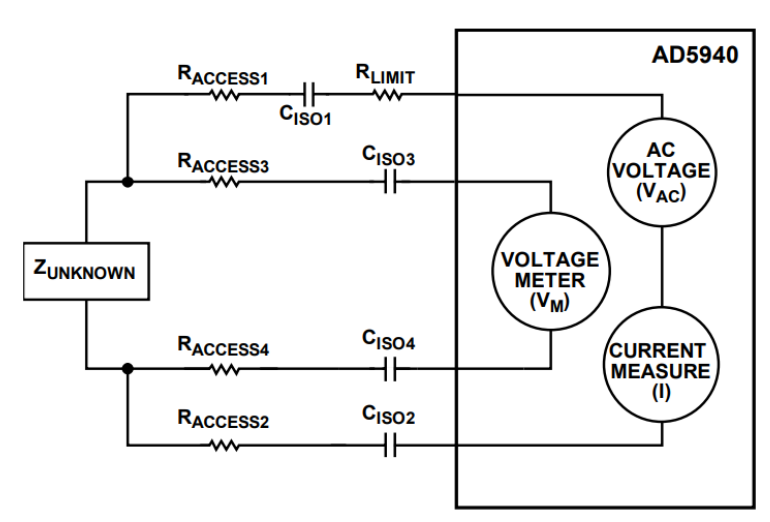 AD5940
RACCESS1
CISO1
RLIMIT
AC
VOLTAGE
(VAC)
RACCESS3
CISO3
ZUNKNOWN
VOLTAGE
METER
(VM)
RACCESS4
CISO4
CURRENT
MEASURE
(I)
RACCESS2
CISO2